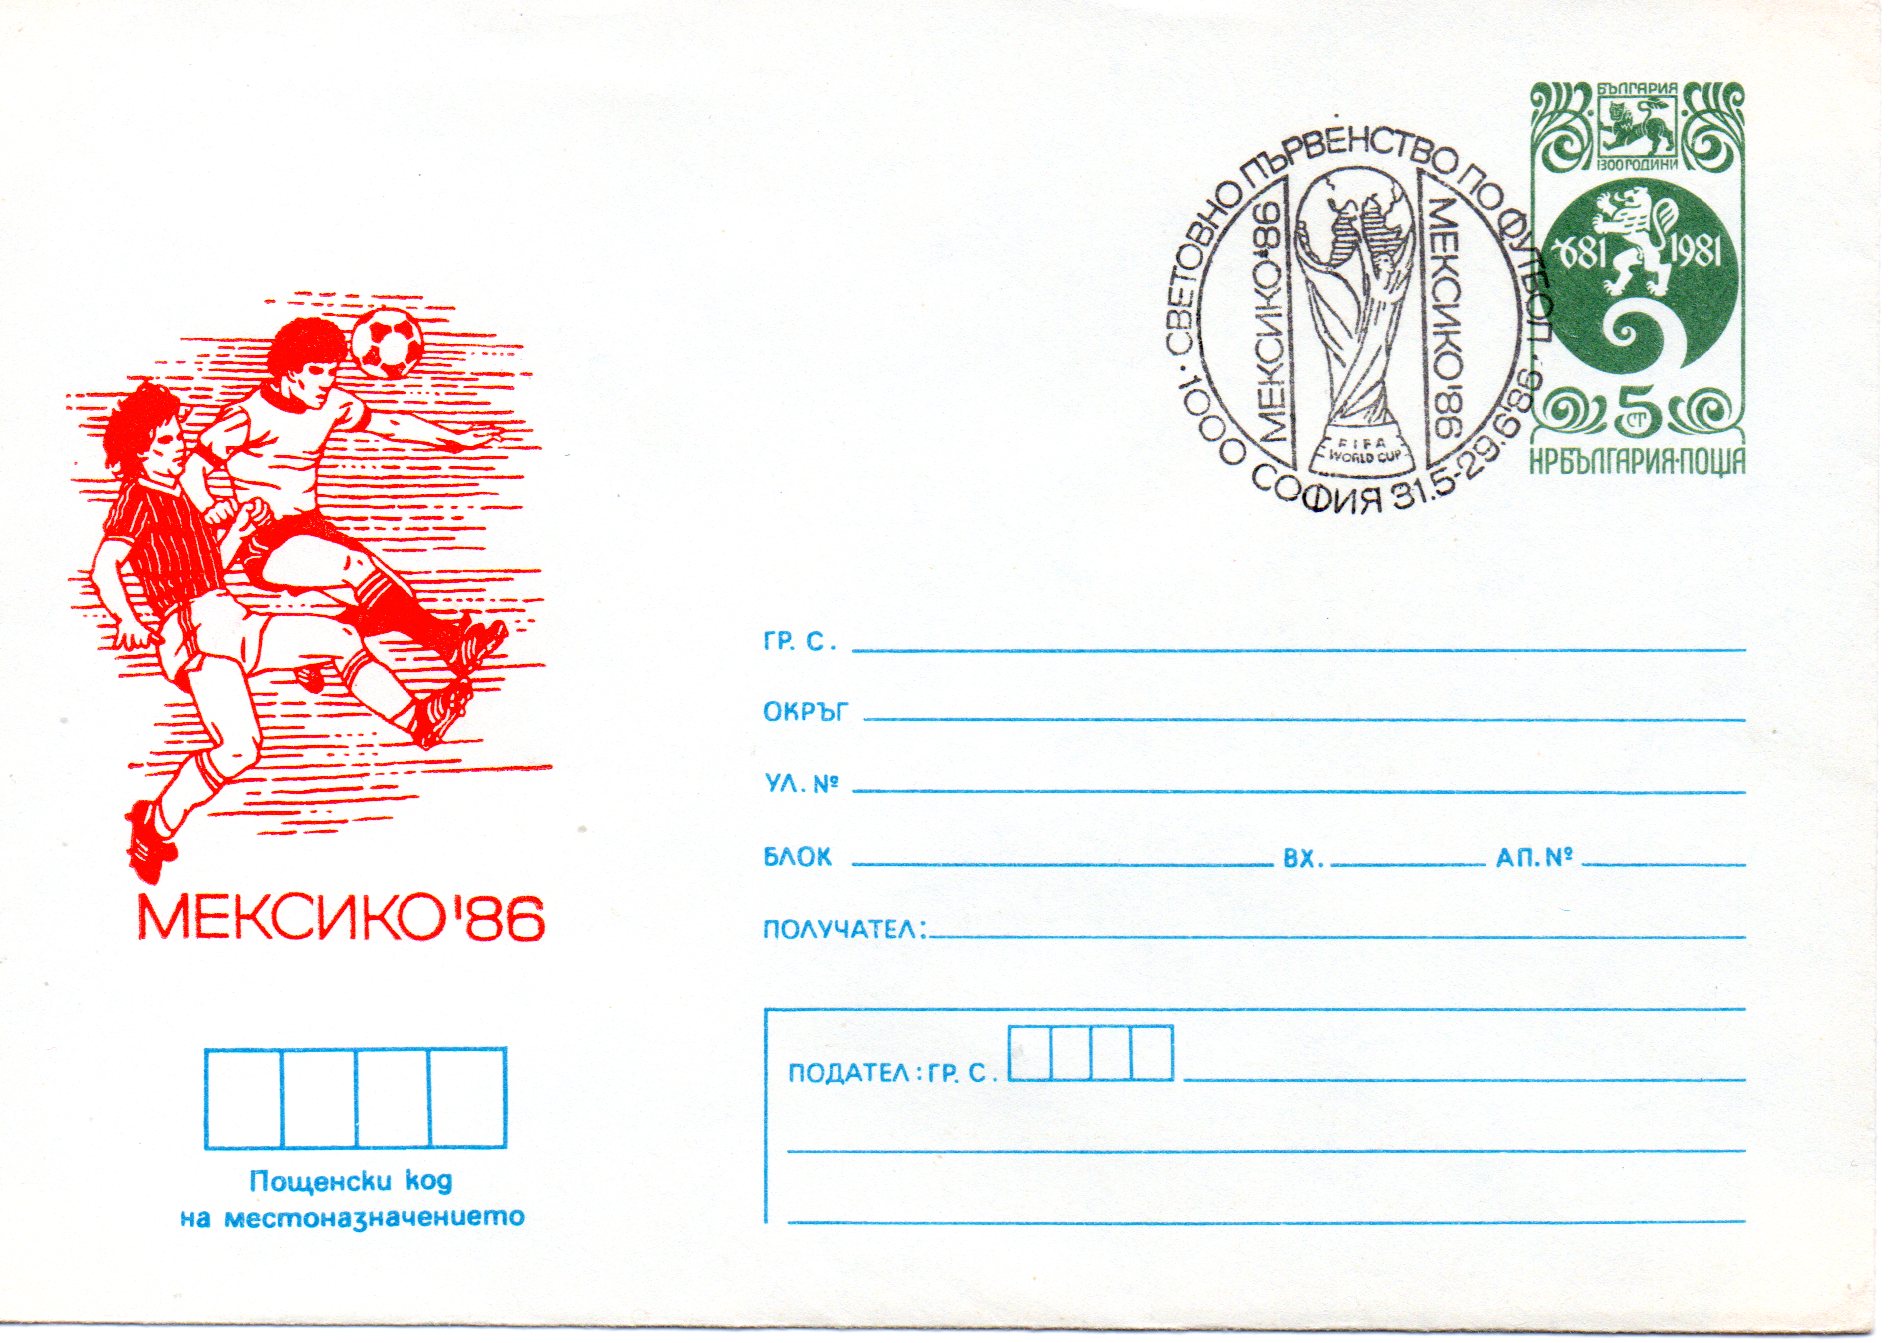 БЪЛГАРИЯ
1300 ГОДИНИ
681 1981
5
СТ
НРБЪЛГАРИЯ·ПОЩА
·СВЕТОВНО ПЪРВЕНСТВО ПО ФУТБОЛ·
МЕКСИКО'86
МЕКСИКО'86
FIFA
WORLD CUP
1000 СОФИЯ 31.5-29.6'86
МЕКСИКО'86
ГР. С.
ОКРЪГ
УЛ. №
БЛОК ВХ. АП. №
ПОЛУЧАТЕЛ:
ПОДАТЕЛ: ГР. С.
Пощенски код
на местоназначението